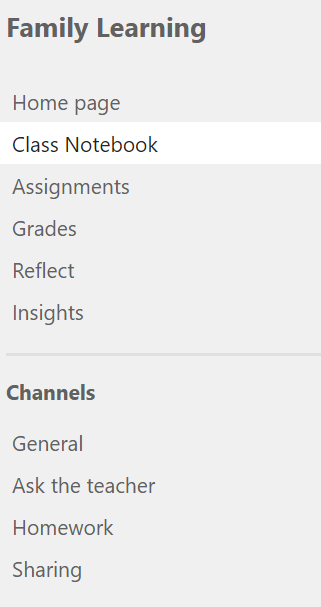 Family Learning
Home page
Class Notebook
Assignments
Grades
Reflect
Insights
Channels
General
Ask the teacher
Homework
Sharing